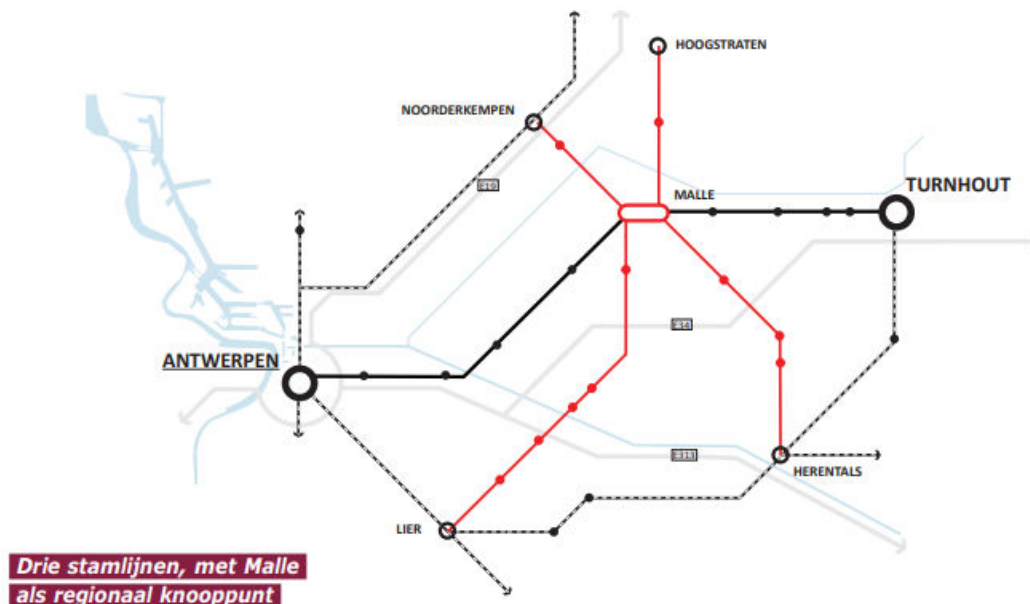 HOOGSTRATEN
NOORDERKEMPEN
E19
MALLE
TURNHOUT
E34
ANTWERPEN
E313
HERENTALS
LIER
Drie stamlijnen, met Malle
als regionaal knooppunt